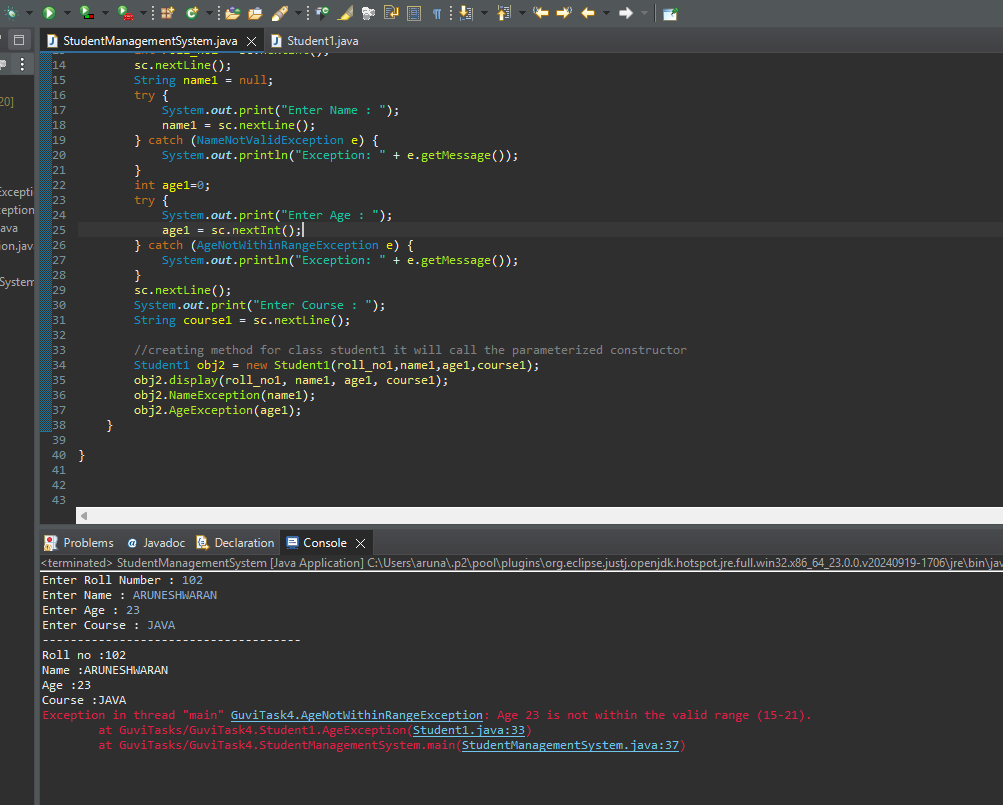 StudentManagementSystem.java
Student1.java
20]
Excepti
ception
ava
on.jav
System
14 sc.nextLine();
15 String name1 = null;
16 try {
17 System.out.print("Enter Name : ");
18 name1 = sc.nextLine();
19 } catch (NameNotValidException e) {
20 System.out.println("Exception: " + e.getMessage());
21 }
22 int age1=0;
23 try {
24 System.out.print("Enter Age : ");
25 age1 = sc.nextInt();
26 } catch (AgeNotWithinRangeException e) {
27 System.out.println("Exception: " + e.getMessage());
28 }
29 sc.nextLine();
30 System.out.print("Enter Course : ");
31 String course1 = sc.nextLine();
32
33 //creating method for class student1 it will call the parameterized constructor
34 Student1 obj2 = new Student1(roll_no1,name1,age1,course1);
35 obj2.display(roll_no1, name1, age1, course1);
36 obj2.NameException(name1);
37 obj2.AgeException(age1);
38 }
39
40 }
41
42
43
Problems @ Javadoc Declaration Console
<terminated> StudentManagementSystem [Java Application] C:\Users\aruna\.p2\pool\plugins\org.eclipse.justj.openjdk.hotspot.jre.full.win32.x86_64_23.0.0.v20240919-1706\jre\bin\jav
Enter Roll Number : 102
Enter Name : ARUNESHWARAN
Enter Age : 23
Enter Course : JAVA
-------------------------------------
Roll no :102
Name :ARUNESHWARAN
Age :23
Course :JAVA
Exception in thread "main" GuviTask4.AgeNotWithinRangeException: Age 23 is not within the valid range (15-21).
at GuviTasks/GuviTask4.Student1.AgeException(Student1.java:33)
at GuviTasks/GuviTask4.StudentManagementSystem.main(StudentManagementSystem.java:37)